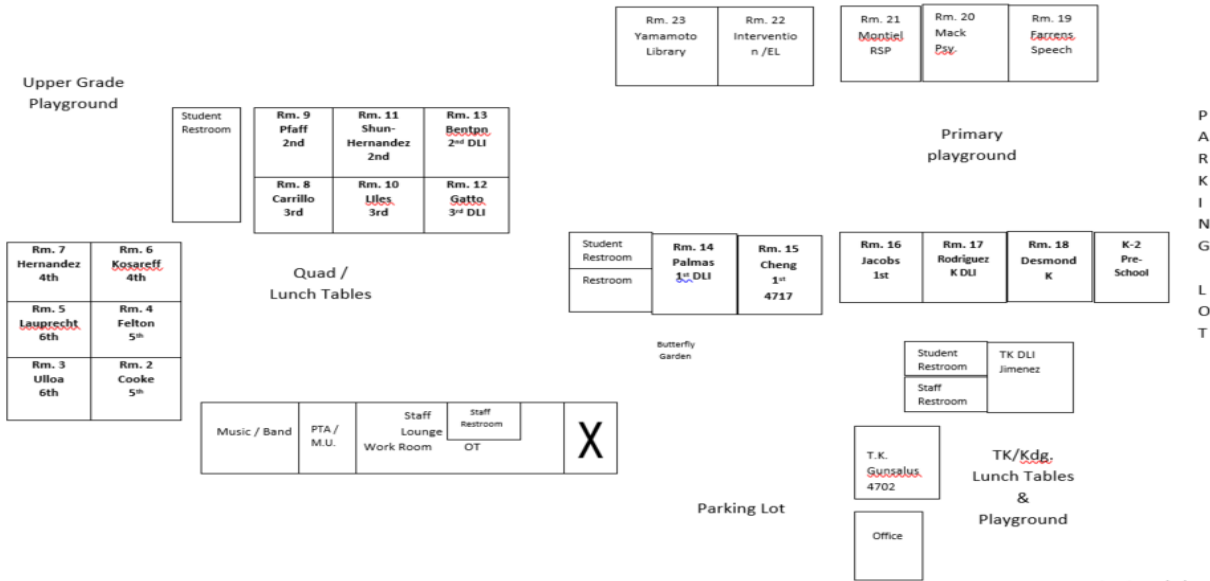 Rm. 23
Yamamoto
Library
Rm. 22
Interventio
n /EL
Rm. 21
Montiel
RSP
Rm. 20
Mack
Psy.
Rm. 19
Farrens
Speech
Upper Grade
Playground
Student
Restroom
Rm. 9
Pfaff
2nd
Rm. 11
Shun-
Hernandez
2nd
Rm. 13
Bentpn
2nd DLI
Rm. 8
Carrillo
3rd
Rm. 10
LIles
3rd
Rm. 12
Gatto
3rd DLI
Primary
playground
P
A
R
K
I
N
G
L
O
T
Rm. 7
Hernandez
4th
Rm. 6
Kosareff
4th
Rm. 5
Lauprecht
6th
Rm. 4
Felton
5th
Rm. 3
Ulloa
6th
Rm. 2
Cooke
5th
Quad /
Lunch Tables
Student
Restroom
Restroom
Rm. 14
Palmas
1st DLI
Rm. 15
Cheng
1st
4717
Rm. 16
Jacobs
1st
Rm. 17
Rodriguez
K DLI
Rm. 18
Desmond
K
K-2
Pre-
School
Butterfly
Garden
Student
Restroom
Staff
Restroom
TK DLI
Jimenez
Music / Band
PTA /
M.U.
Staff
Lounge
Work Room
Staff
Restroom
OT
X
T.K.
Gunsalus
4702
TK/Kdg.
Lunch Tables
&
Playground
Parking Lot
Office